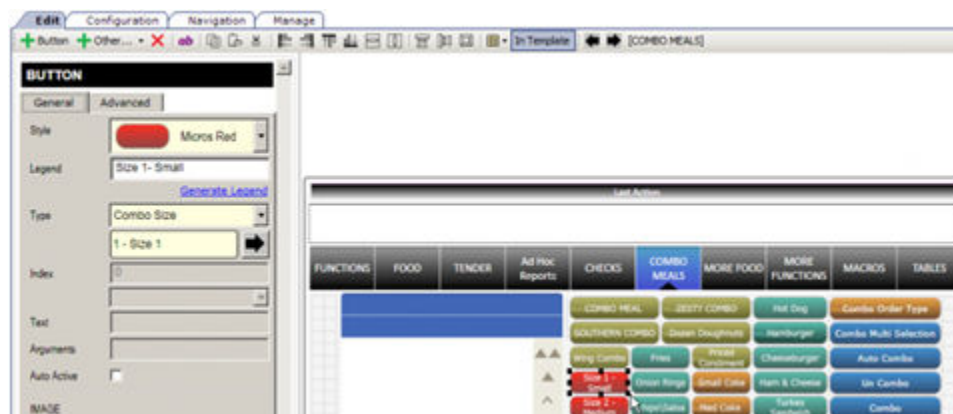 Edit Configuration Navigation Manage
Button Other... ab In Template [COMBO MEALS]
BUTTON
General Advanced
Style Micros Red
Legend Size 1- Small
Generate Legend
Type Combo Size
1 - Size 1
Index 0
Text
Arguments
Auto Active
IMAGE
Last Action
FUNCTIONS FOOD TENDER Ad Hoc Reports CHECKS COMBO MEALS MORE FOOD MORE FUNCTIONS MACROS TABLES
COMBO MEAL ZESTY COMBO Hot Dog Combo Order Type
SOUTHERN COMBO Dozen Doughnuts Hamburger Combo Multi Selection
Wing Combo Fries Priced Condiment Cheeseburger Auto Combo
Size 1 - Small Onion Rings Small Coke Ham & Cheese Un Combo
Size 2 - Medium Med Coke Turkey Sandwich Combo